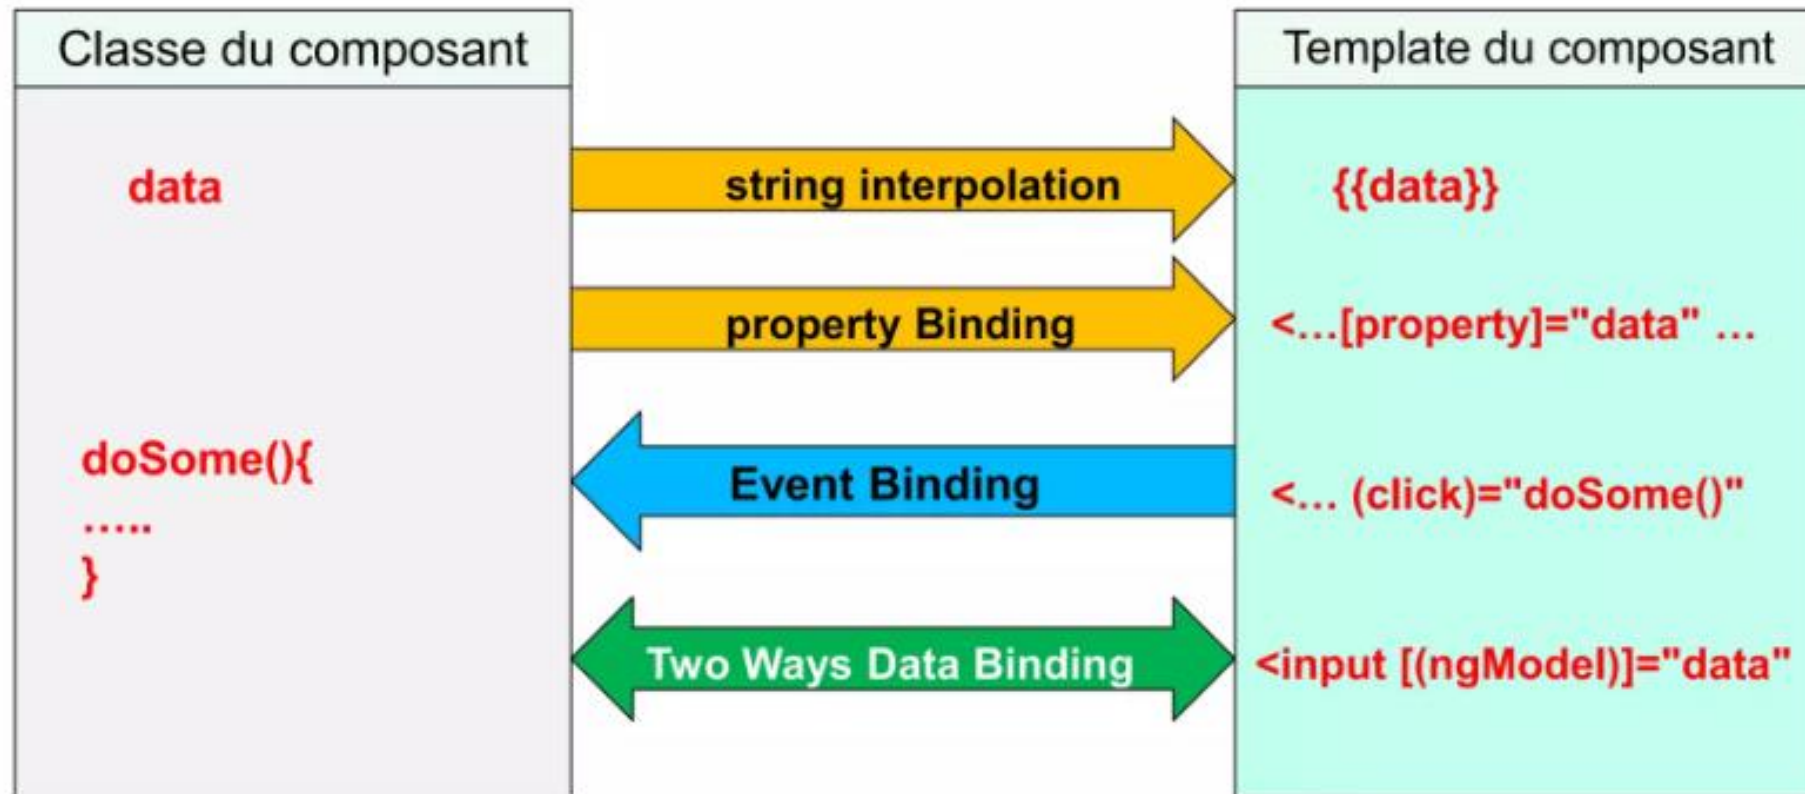 Classe du composant
Template du composant
data
string interpolation
{{data}}
property Binding
<...[property]="data" ...
doSome(){
.....
}
Event Binding
<... (click)="doSome()"
Two Ways Data Binding
<input [(ngModel)]="data"